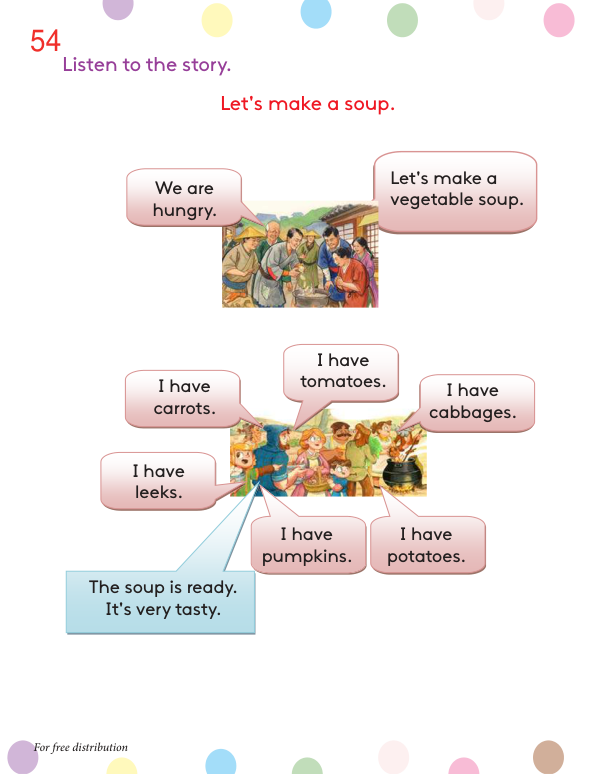 54
Listen to the story.
Let's make a soup.
We are
hungry.
Let's make a
vegetable soup.
I have
tomatoes.
I have
carrots.
I have
cabbages.
I have
leeks.
I have
pumpkins.
I have
potatoes.
The soup is ready.
It's very tasty.
For free distribution